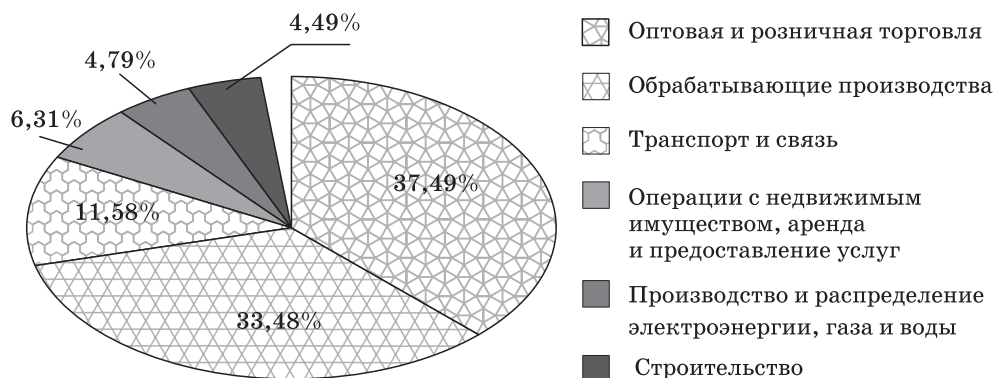 4,49%
4,79%
6,31%
11,58%
37,49%
33,48%
Оптовая и розничная торговля
Обрабатывающие производства
Транспорт и связь
Операции с недвижимым
имуществом, аренда
и предоставление услуг
Производство и распределение
электроэнергии, газа и воды
Строительство